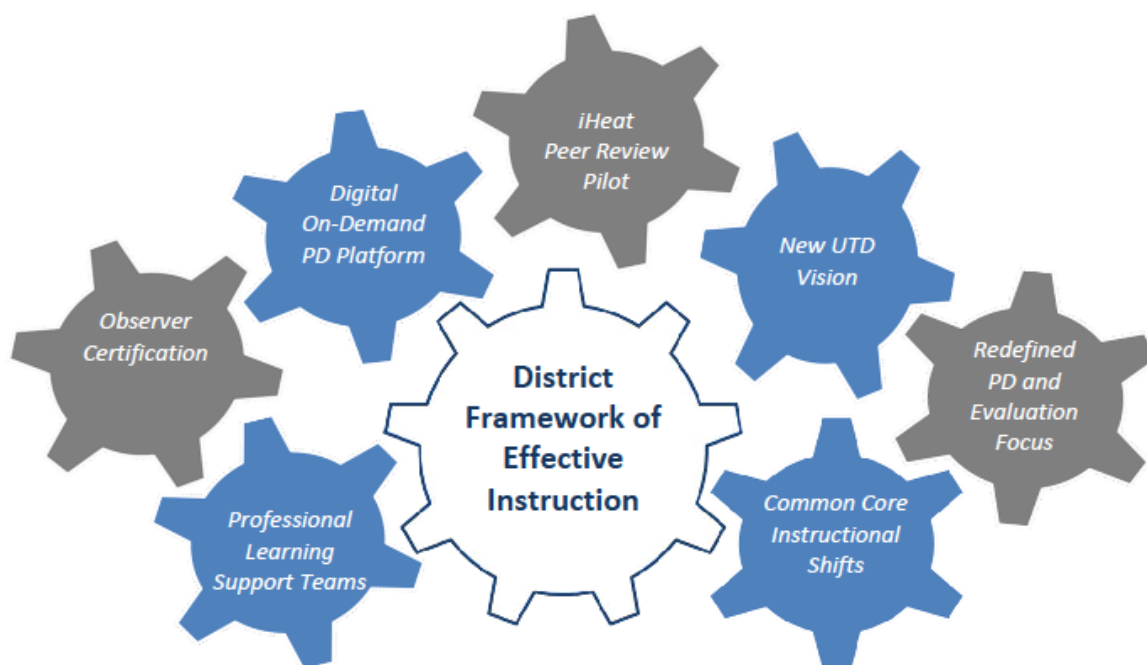 iHeat
Peer Review
Pilot
Digital
On-Demand
PD Platform
New UTD
Vision
Observer
Certification
Redefined
PD and
Evaluation
Focus
District
Framework of
Effective
Instruction
Professional
Learning
Support Teams
Common Core
Instructional
Shifts